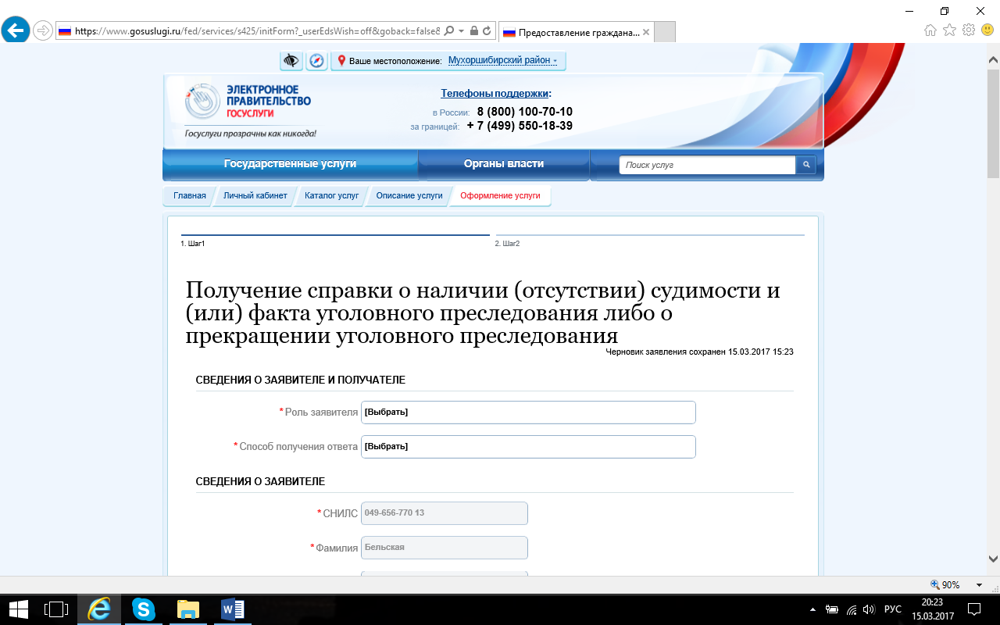 https://www.gosuslugi.ru/fed/services/s425/initForm?_userEdsWish=off&goback=false&
Предоставление граждана...
Ваше местоположение: Мухоршибирский район
ЭЛЕКТРОННОЕ
ПРАВИТЕЛЬСТВО
ГОСУСЛУГИ
Госуслуги прозрачны как никогда!
Телефоны поддержки:
в России: 8 (800) 100-70-10
за границей: + 7 (499) 550-18-39
Государственные услуги
Органы власти
Поиск услуг
Главная
Личный кабинет
Каталог услуг
Описание услуги
Оформление услуги
1. Шаг1
2. Шаг2
Получение справки о наличии (отсутствии) судимости и
(или) факта уголовного преследования либо о
прекращении уголовного преследования
Черновик заявления сохранен 15.03.2017 15:23
СВЕДЕНИЯ О ЗАЯВИТЕЛЕ И ПОЛУЧАТЕЛЕ
* Роль заявителя [Выбрать]
* Способ получения ответа [Выбрать]
СВЕДЕНИЯ О ЗАЯВИТЕЛЕ
* СНИЛС 049-656-770 13
* Фамилия Бельская
90%
РУС
20:23
15.03.2017